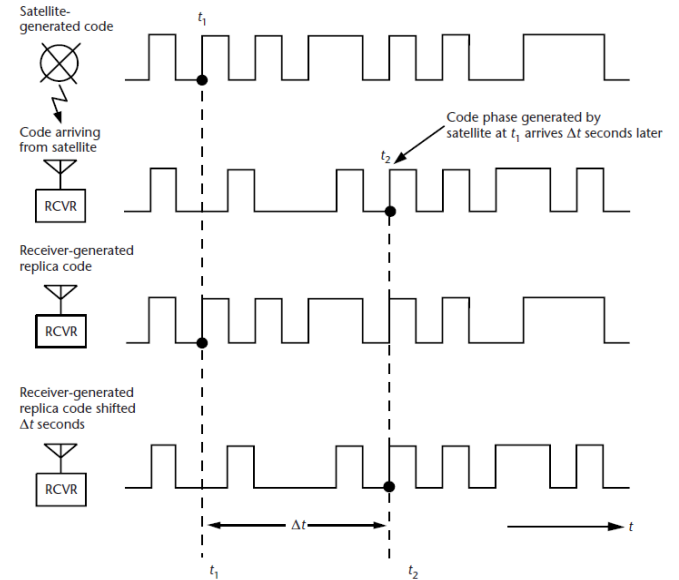 Satellite-
generated code
t1
Code arriving
from satellite
Code phase generated by
satellite at t1 arrives Δt seconds later
t2
RCVR
Receiver-generated
replica code
RCVR
Receiver-generated
replica code shifted
Δt seconds
RCVR
Δt
t
t1
t2